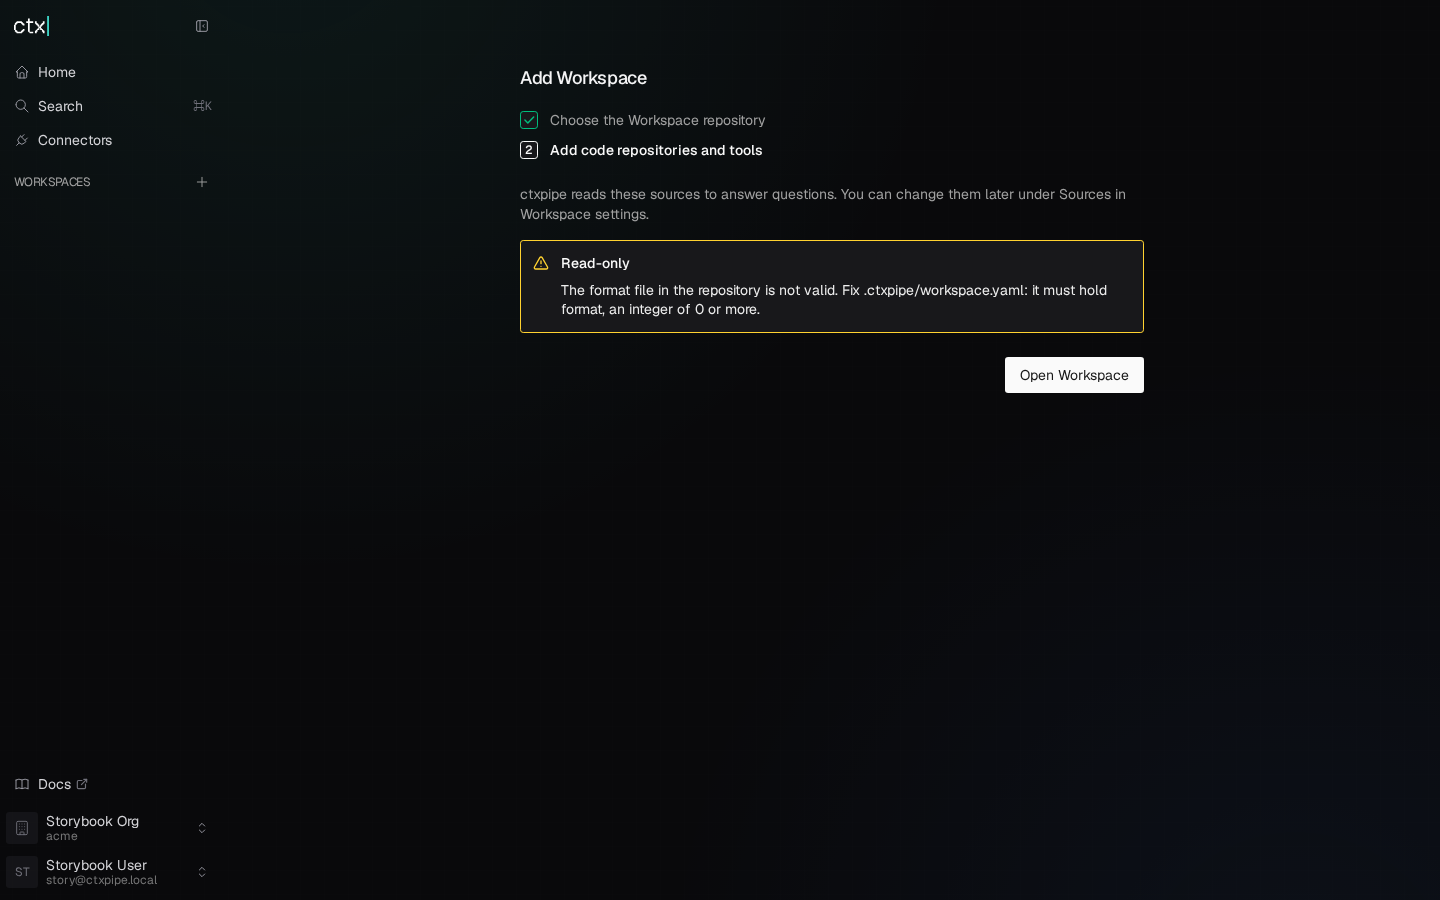 ctx
Home
Search ⌘K
Connectors
WORKSPACES
Add Workspace
Choose the Workspace repository
2 Add code repositories and tools
ctxpipe reads these sources to answer questions. You can change them later under Sources in
Workspace settings.
Read-only
The format file in the repository is not valid. Fix .ctxpipe/workspace.yaml: it must hold
format, an integer of 0 or more.
Open Workspace
Docs
Storybook Org
acme
ST
Storybook User
story@ctxpipe.local